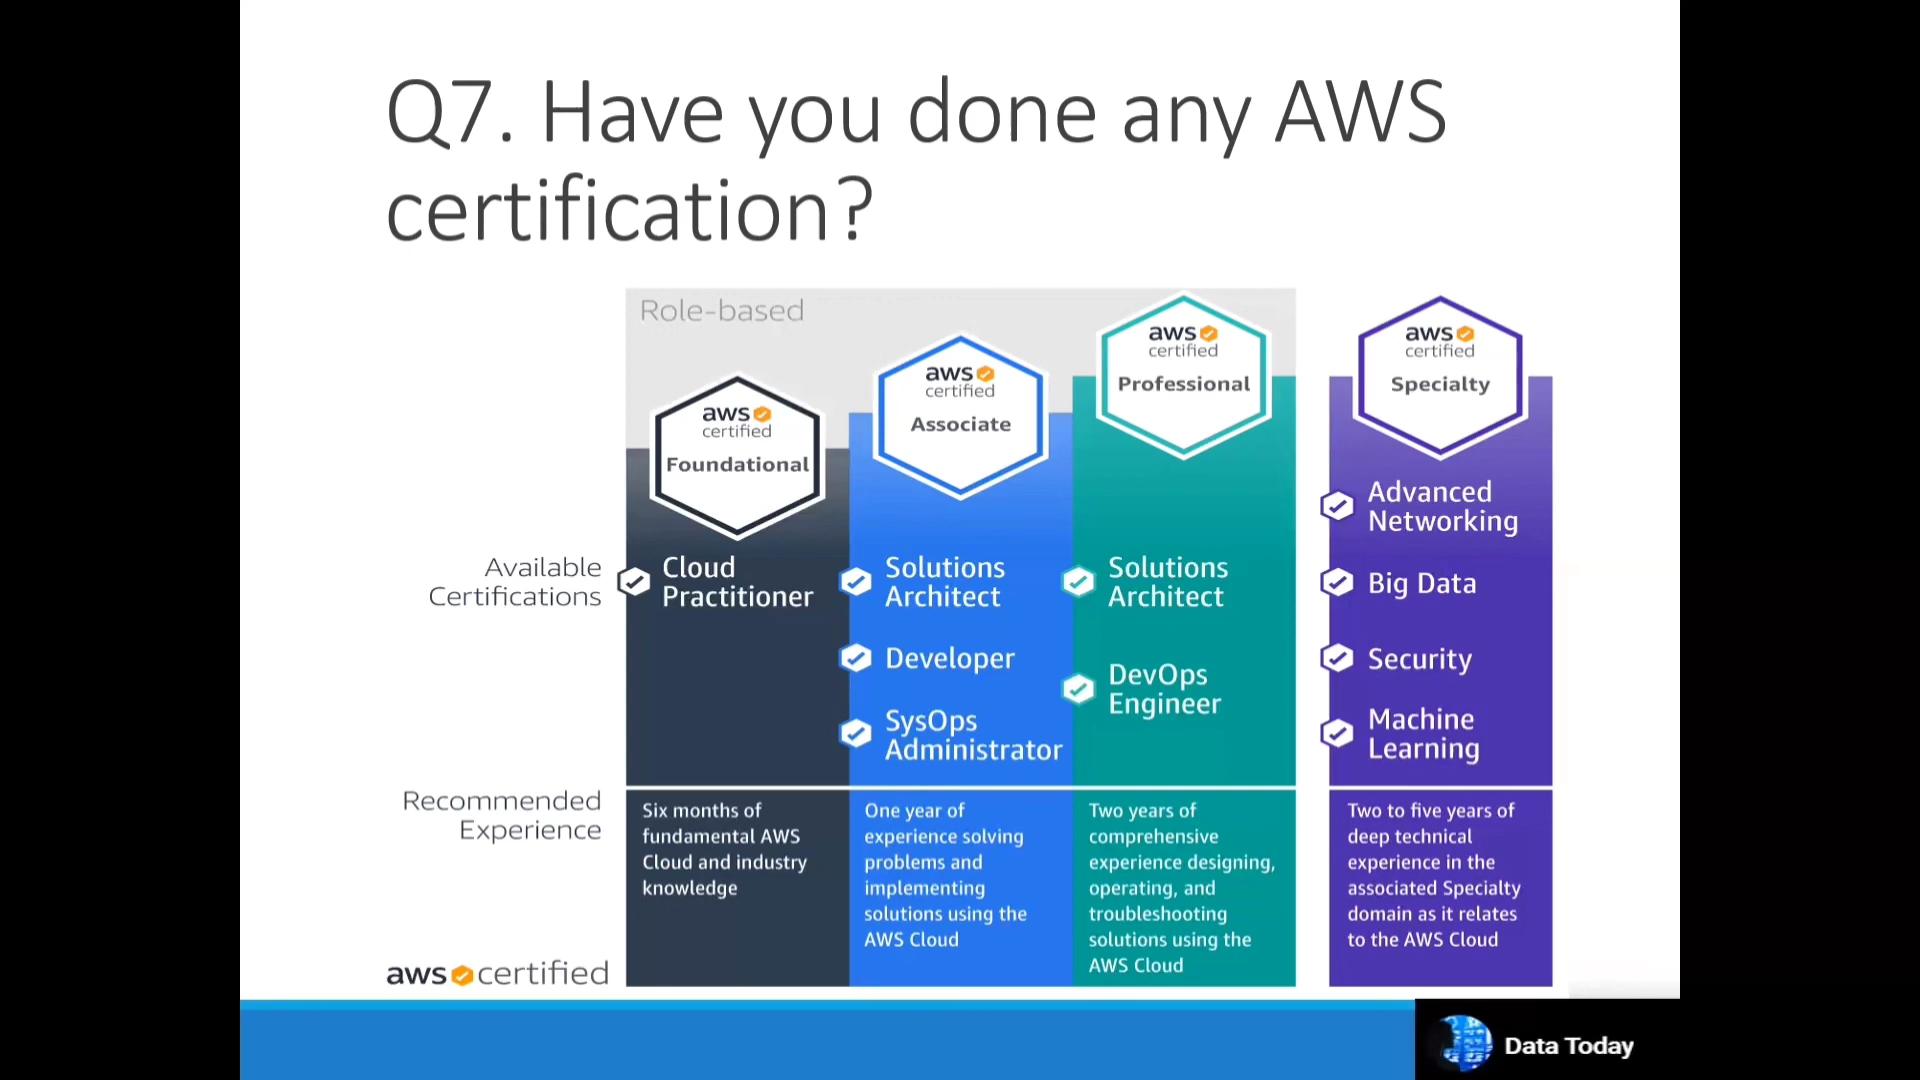 Q7. Have you done any AWS
certification?
Role-based
aws
certified
Foundational
aws
certified
Associate
aws
certified
Professional
aws
certified
Specialty
Available
Certifications
Cloud
Practitioner
Solutions
Architect
Developer
SysOps
Administrator
Solutions
Architect
DevOps
Engineer
Advanced
Networking
Big Data
Security
Machine
Learning
Recommended
Experience
Six months of
fundamental AWS
Cloud and industry
knowledge
One year of
experience solving
problems and
implementing
solutions using the
AWS Cloud
Two years of
comprehensive
experience designing,
operating, and
troubleshooting
solutions using the
AWS Cloud
Two to five years of
deep technical
experience in the
associated Specialty
domain as it relates
to the AWS Cloud
aws certified
Data Today